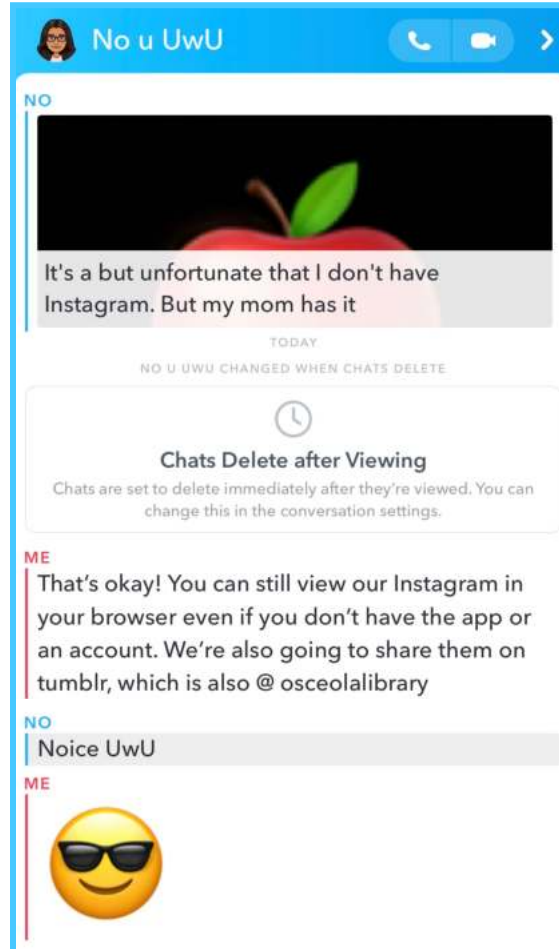 No u UwU
NO
It's a but unfortunate that I don't have
Instagram. But my mom has it
TODAY
NO U UWU CHANGED WHEN CHATS DELETE
Chats Delete after Viewing
Chats are set to delete immediately after they're viewed. You can
change this in the conversation settings.
ME
That's okay! You can still view our Instagram in
your browser even if you don't have the app or
an account. We're also going to share them on
tumblr, which is also @ osceolalibrary
NO
Noice UwU
ME